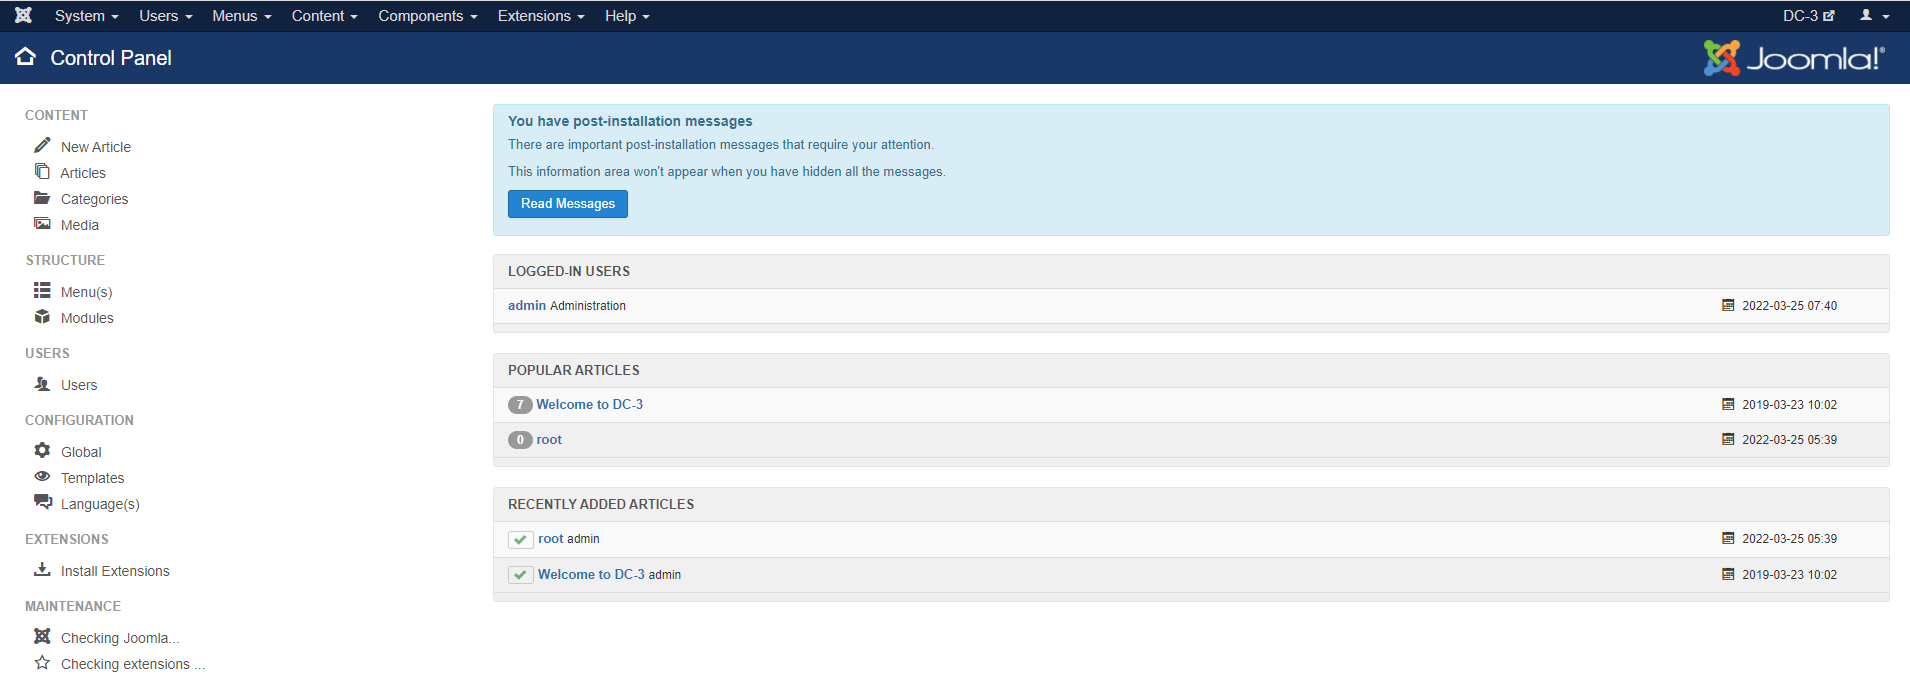 System Users Menus Content Components Extensions Help DC-3
Control Panel Joomla!®
CONTENT
New Article
Articles
Categories
Media
STRUCTURE
Menu(s)
Modules
USERS
Users
CONFIGURATION
Global
Templates
Language(s)
EXTENSIONS
Install Extensions
MAINTENANCE
Checking Joomla...
Checking extensions ...
You have post-installation messages
There are important post-installation messages that require your attention.
This information area won't appear when you have hidden all the messages.
Read Messages
LOGGED-IN USERS
admin Administration 2022-03-25 07:40
POPULAR ARTICLES
7 Welcome to DC-3 2019-03-23 10:02
0 root 2022-03-25 05:39
RECENTLY ADDED ARTICLES
root admin 2022-03-25 05:39
Welcome to DC-3 admin 2019-03-23 10:02